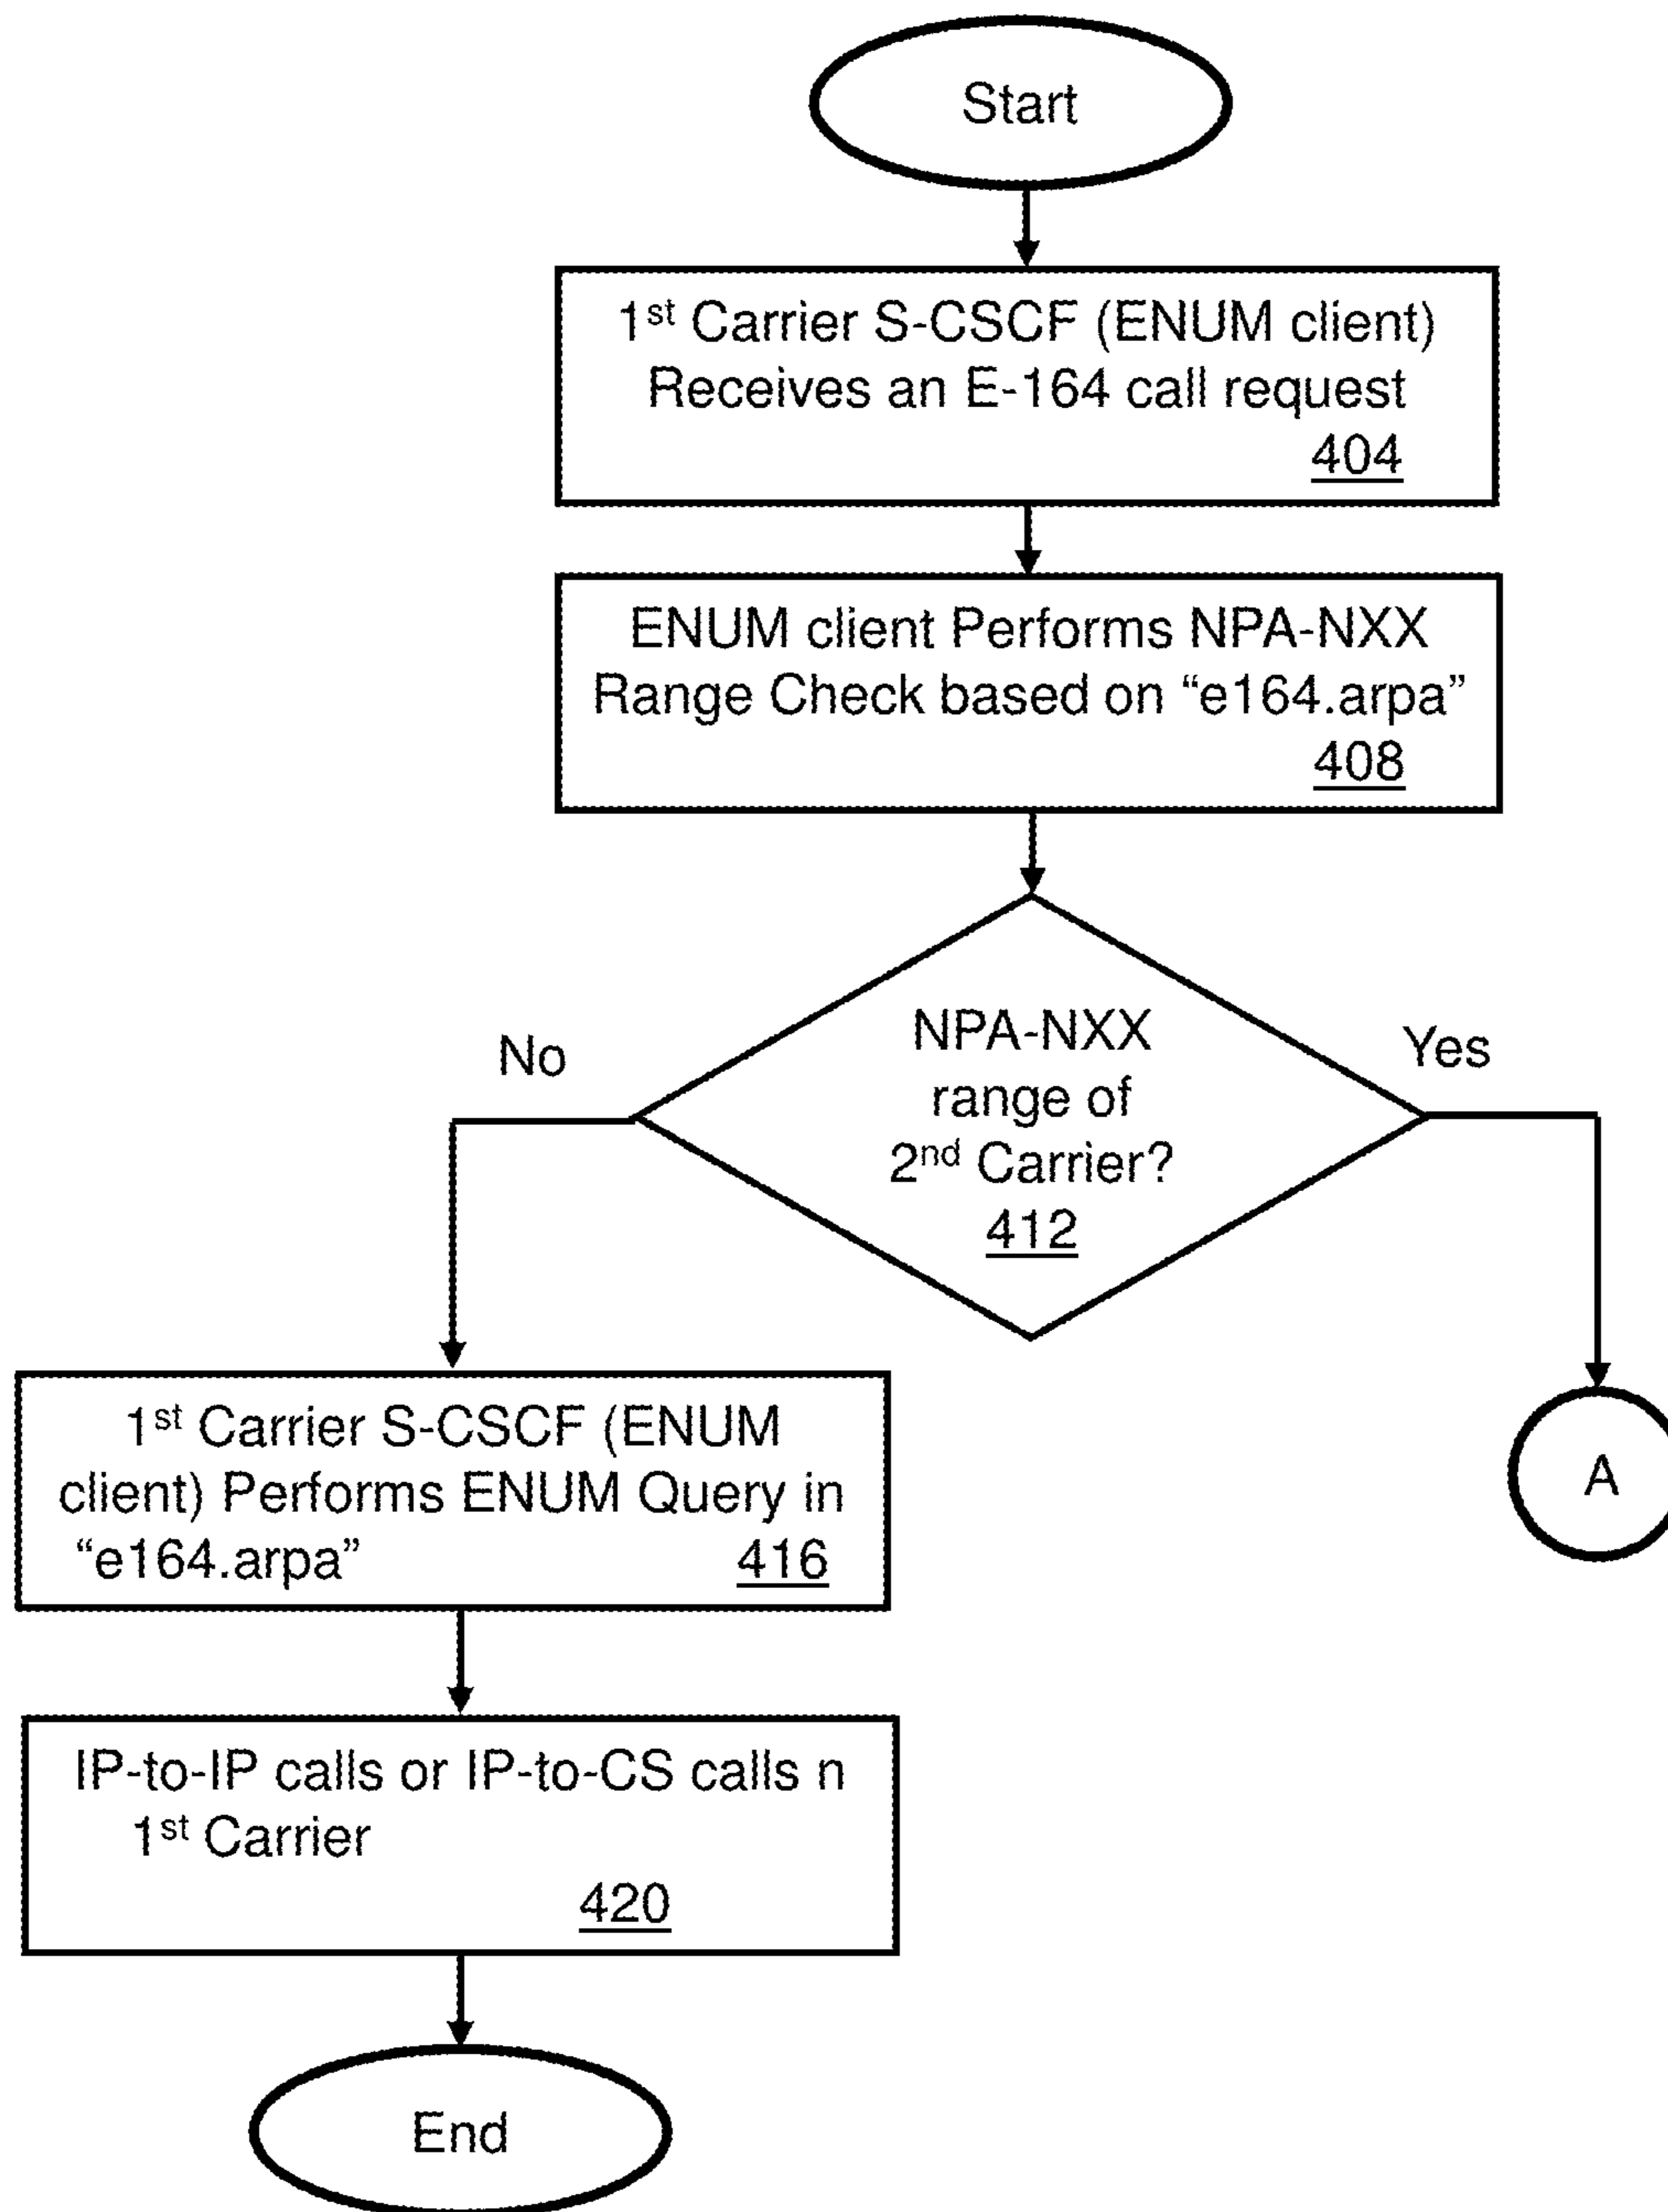 Start
1st Carrier S-CSCF (ENUM client)
Receives an E-164 call request
404
ENUM client Performs NPA-NXX
Range Check based on “e164.arpa”
408
NPA-NXX
range of
2nd Carrier?
412
No
Yes
1st Carrier S-CSCF (ENUM
client) Performs ENUM Query in
“e164.arpa” 416
A
IP-to-IP calls or IP-to-CS calls n
1st Carrier
420
End